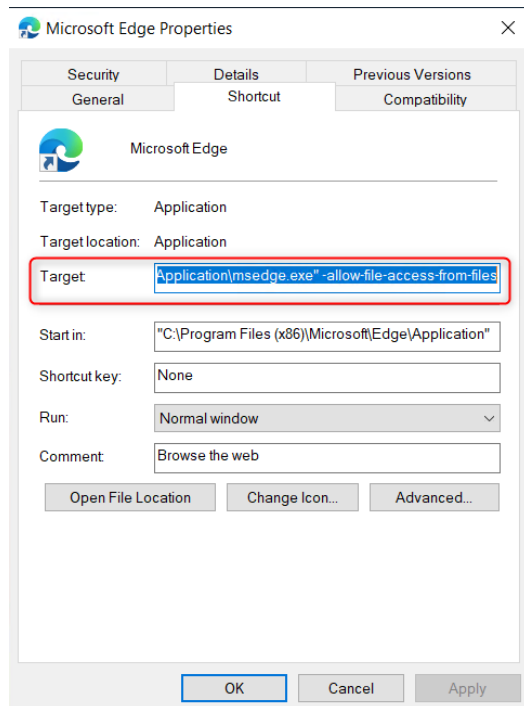 Microsoft Edge Properties
Security Details Previous Versions
General Shortcut Compatibility
Microsoft Edge
Target type: Application
Target location: Application
Target: Application\msedge.exe" -allow-file-access-from-files
Start in: "C:\Program Files (x86)\Microsoft\Edge\Application"
Shortcut key: None
Run: Normal window
Comment: Browse the web
Open File Location Change Icon... Advanced...
OK Cancel Apply